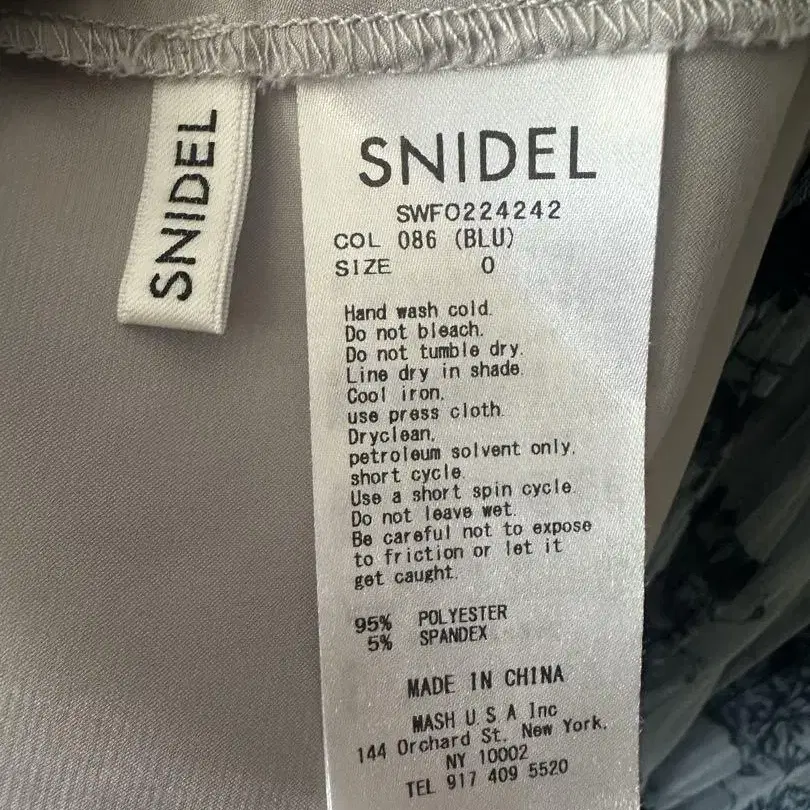 SNIDEL
SNIDEL
SWFO224242
COL 086 (BLU)
SIZE 0
Hand wash cold.
Do not bleach.
Do not tumble dry.
Line dry in shade.
Cool iron,
use press cloth.
Dryclean,
petroleum solvent only,
short cycle.
Use a short spin cycle.
Do not leave wet.
Be careful not to expose
to friction or let it
get caught.
95% POLYESTER
5% SPANDEX
MADE IN CHINA
MASH U S A Inc
144 Orchard St. New York.
NY 10002
TEL 917 409 5520